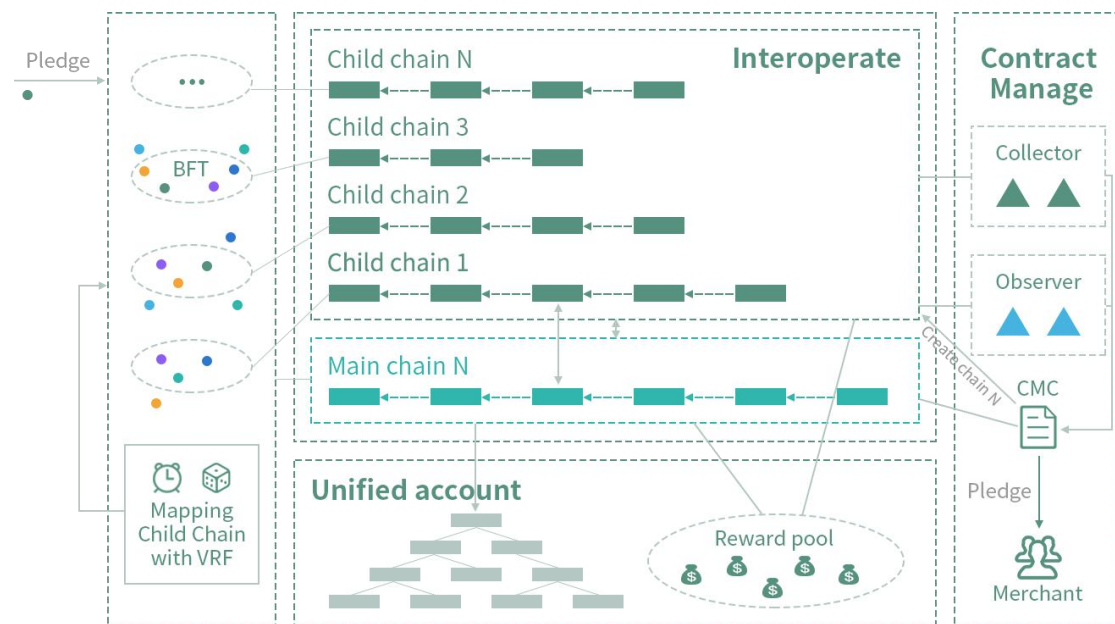 Pledge
•••
BFT
Mapping
Child Chain
with VRF
Child chain N
Interoperate
Child chain 3
Child chain 2
Child chain 1
Main chain N
Unified account
Reward pool
$ $ $ $ $
Contract
Manage
Collector
Observer
Create chain N
CMC
Pledge
Merchant